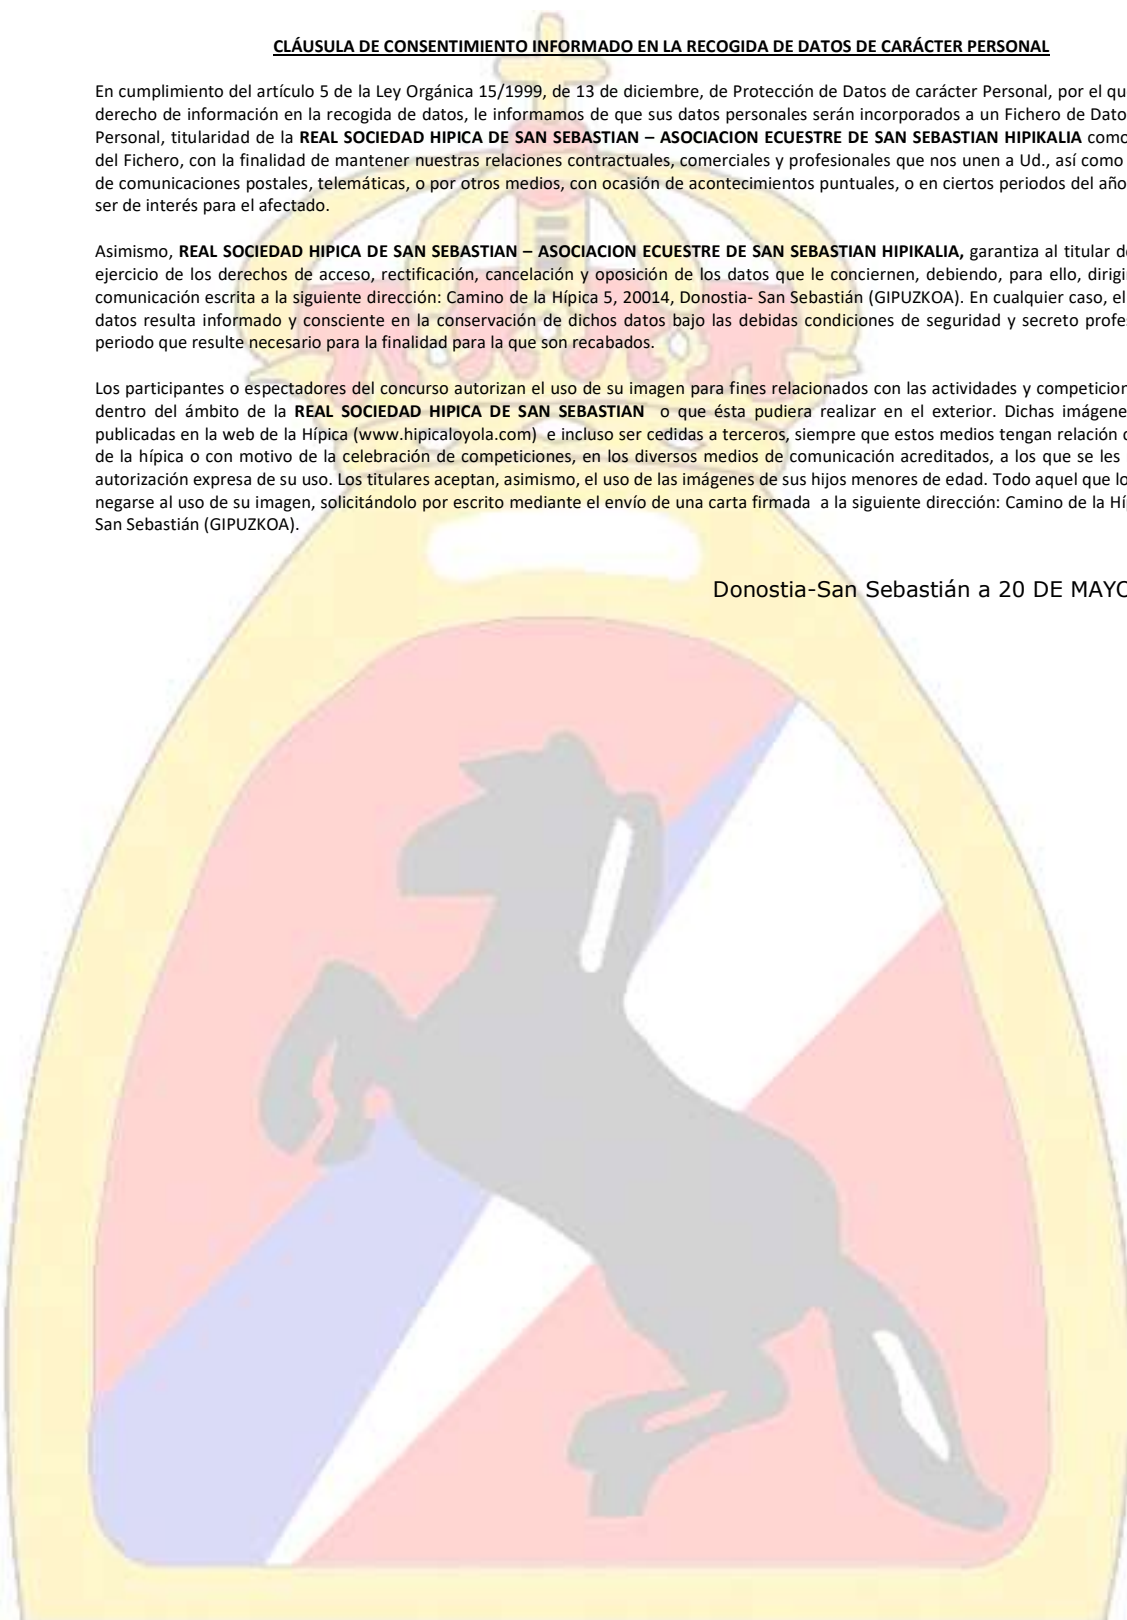 CLÁUSULA DE CONSENTIMIENTO INFORMADO EN LA RECOGIDA DE DATOS DE CARÁCTER PERSONAL
En cumplimiento del artículo 5 de la Ley Orgánica 15/1999, de 13 de diciembre, de Protección de Datos de carácter Personal, por el qu
derecho de información en la recogida de datos, le informamos de que sus datos personales serán incorporados a un Fichero de Dato
Personal, titularidad de la REAL SOCIEDAD HIPICA DE SAN SEBASTIAN – ASOCIACION ECUESTRE DE SAN SEBASTIAN HIPIKALIA como
del Fichero, con la finalidad de mantener nuestras relaciones contractuales, comerciales y profesionales que nos unen a Ud., así como
de comunicaciones postales, telemáticas, o por otros medios, con ocasión de acontecimientos puntuales, o en ciertos periodos del año
ser de interés para el afectado.
Asimismo, REAL SOCIEDAD HIPICA DE SAN SEBASTIAN – ASOCIACION ECUESTRE DE SAN SEBASTIAN HIPIKALIA, garantiza al titular d
ejercicio de los derechos de acceso, rectificación, cancelación y oposición de los datos que le conciernen, debiendo, para ello, dirigi
comunicación escrita a la siguiente dirección: Camino de la Hípica 5, 20014, Donostia- San Sebastián (GIPUZKOA). En cualquier caso, el
datos resulta informado y consciente en la conservación de dichos datos bajo las debidas condiciones de seguridad y secreto profes
periodo que resulte necesario para la finalidad para la que son recabados.
Los participantes o espectadores del concurso autorizan el uso de su imagen para fines relacionados con las actividades y competicion
dentro del ámbito de la REAL SOCIEDAD HIPICA DE SAN SEBASTIAN o que ésta pudiera realizar en el exterior. Dichas imágene
publicadas en la web de la Hípica (www.hipicaloyola.com) e incluso ser cedidas a terceros, siempre que estos medios tengan relación
de la hípica o con motivo de la celebración de competiciones, en los diversos medios de comunicación acreditados, a los que se les
autorización expresa de su uso. Los titulares aceptan, asimismo, el uso de las imágenes de sus hijos menores de edad. Todo aquel que lo
negarse al uso de su imagen, solicitándolo por escrito mediante el envío de una carta firmada a la siguiente dirección: Camino de la Hí
San Sebastián (GIPUZKOA).
Donostia-San Sebastián a 20 DE MAYO